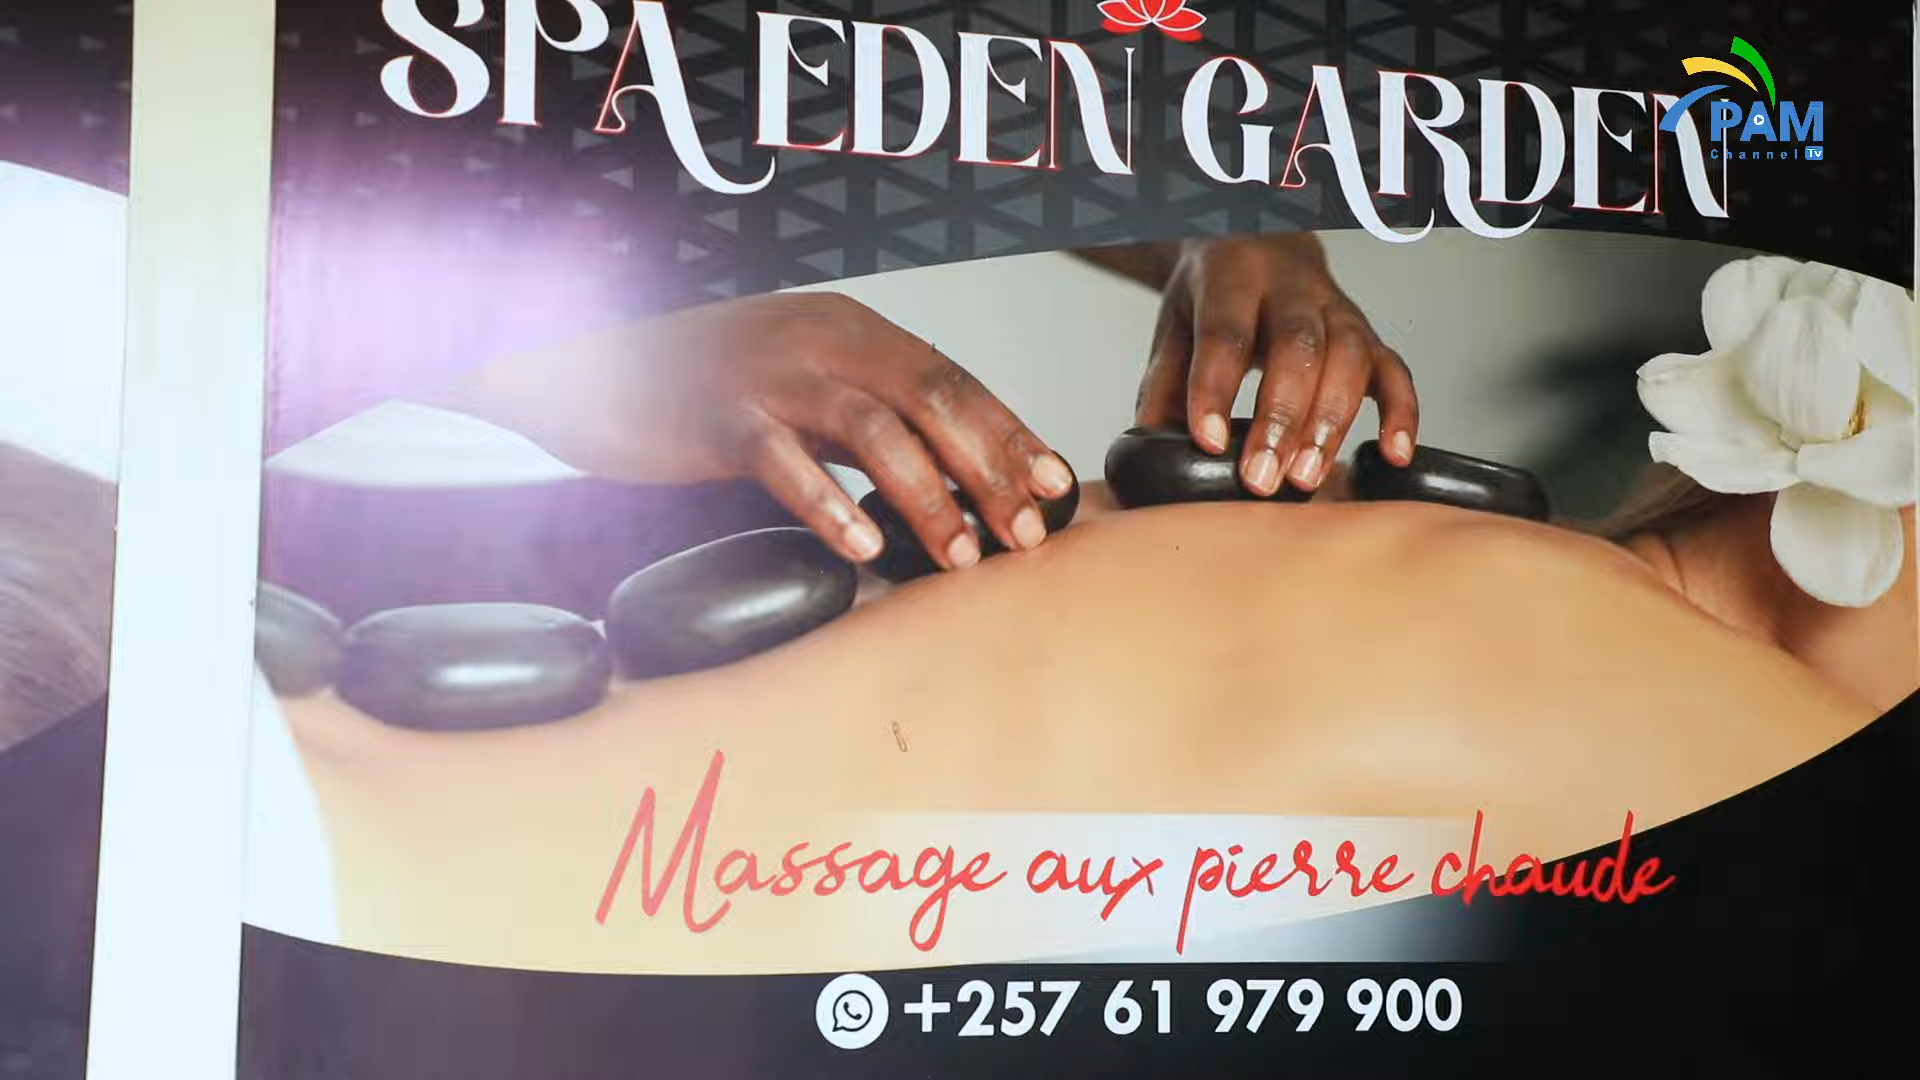 SPA EDEN GARDEN
PAM
Channel Tv
Massage aux pierre chaude
+257 61 979 900